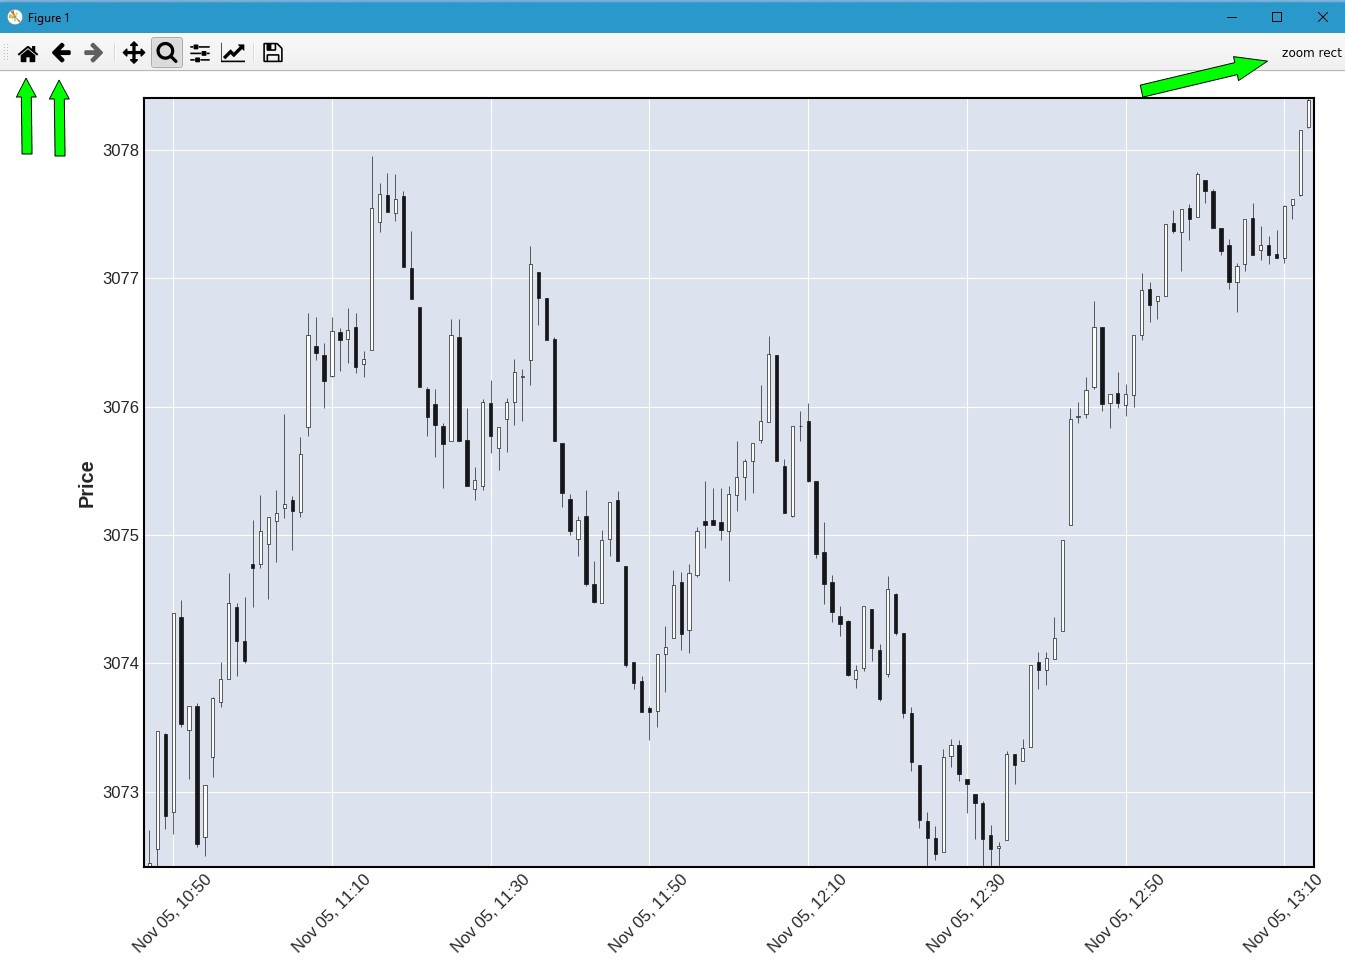 Figure 1
zoom rect
3078
3077
3076
3075
3074
3073
Price
Nov 05, 10:50
Nov 05, 11:10
Nov 05, 11:30
Nov 05, 11:50
Nov 05, 12:10
Nov 05, 12:30
Nov 05, 12:50
Nov 05, 13:10